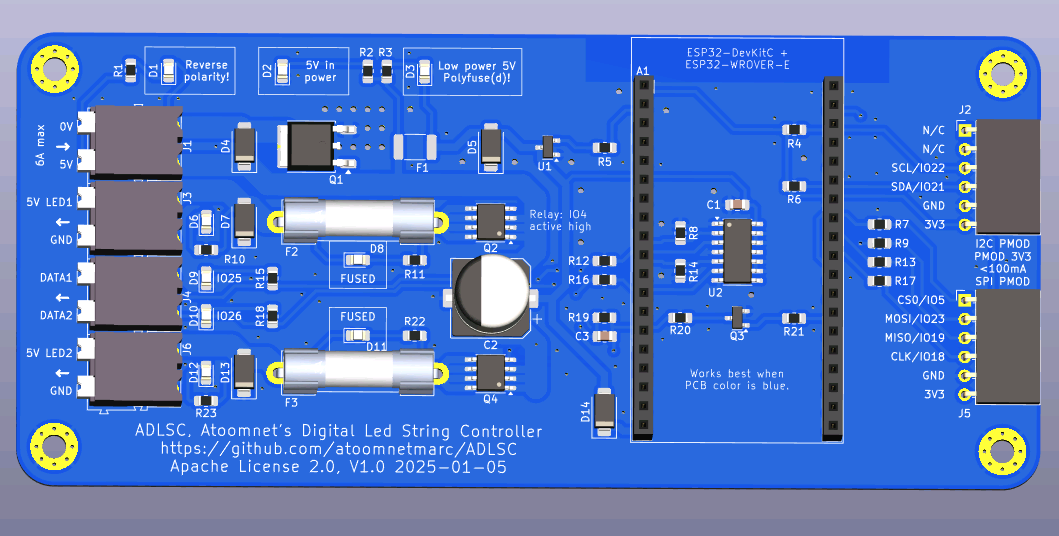 R1
D1
Reverse
polarity!
D2
5V in
power
R2 R3
D3
Low power 5V
Polyfuse(d)!
ESP32-DevKitC +
ESP32-WROVER-E
A1
6A max
0V
5V
J1
D4
Q1
F1
D5
U1
R5
R4
R6
J2
N/C
N/C
SCL/IO22
SDA/IO21
GND
3V3
5V LED1
GND
J3
D6
D7
R10
F2
D8
FUSED
R11
Q2
Relay: IO4
active high
C1
R8
R14
U2
R7
R9
R13
R17
I2C PMOD
PMOD 3V3
<100mA
SPI PMOD
DATA1
DATA2
J4
D9
IO25
R15
D10
IO26
R18
FUSED
D11
R22
C2
+
R12
R16
R19
C3
R20
Q3
R21
CS0/IO5
MOSI/IO23
MISO/IO19
CLK/IO18
GND
3V3
J5
5V LED2
GND
J6
D12
D13
R23
F3
Q4
D14
Works best when
PCB color is blue.
ADLSC, Atoomnet's Digital Led String Controller
https://github.com/atoomnetmarc/ADLSC
Apache License 2.0, V1.0 2025-01-05